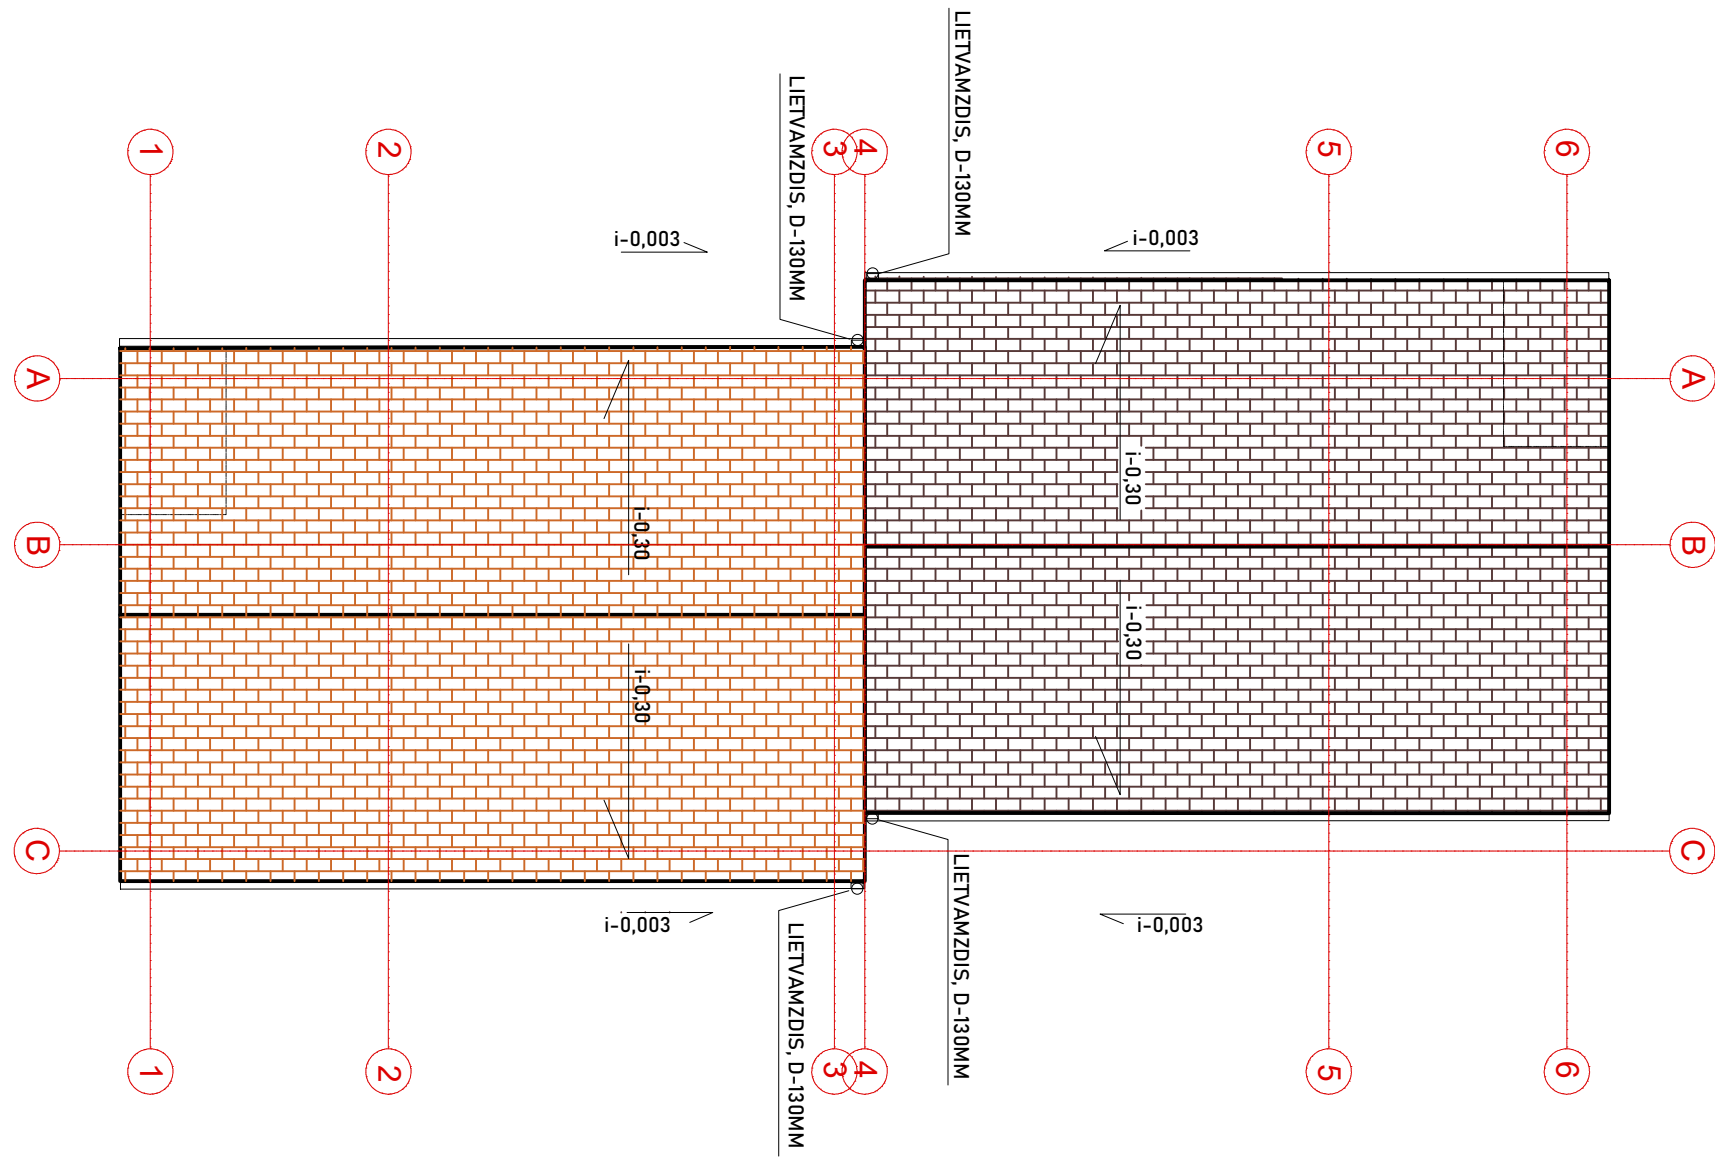 LIETVAMZDIS, D-130MM
LIETVAMZDIS, D-130MM
1
2
3
4
5
6
i-0,003
i-0,003
A
A
i-0,30
i-0,30
B
B
i-0,30
i-0,30
C
C
i-0,003
i-0,003
LIETVAMZDIS, D-130MM
LIETVAMZDIS, D-130MM
1
2
3
4
5
6